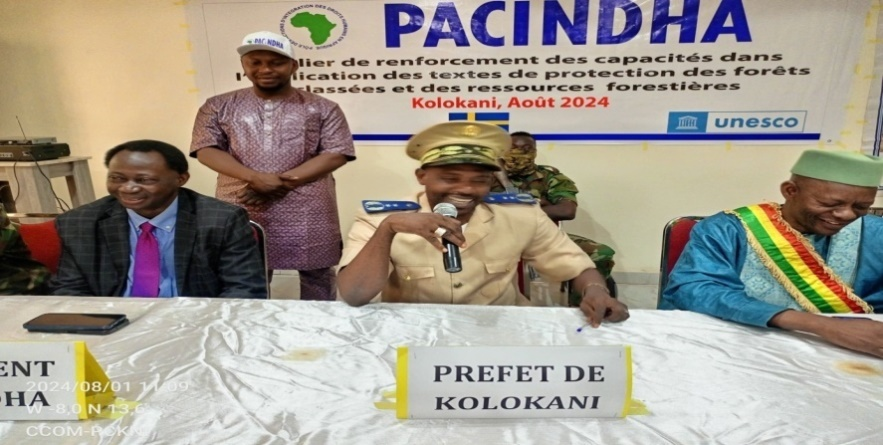 PACINDHA
lier de renforcement des capacités dans
l' lication des textes de protection des forêts
classées et des ressources forestières
Kolokani, Août 2024
unesco
PACINDHA
ENT
DHA
PREFET DE
KOLOKANI
2024/08/01 11:09
W -8,0 N 13,6